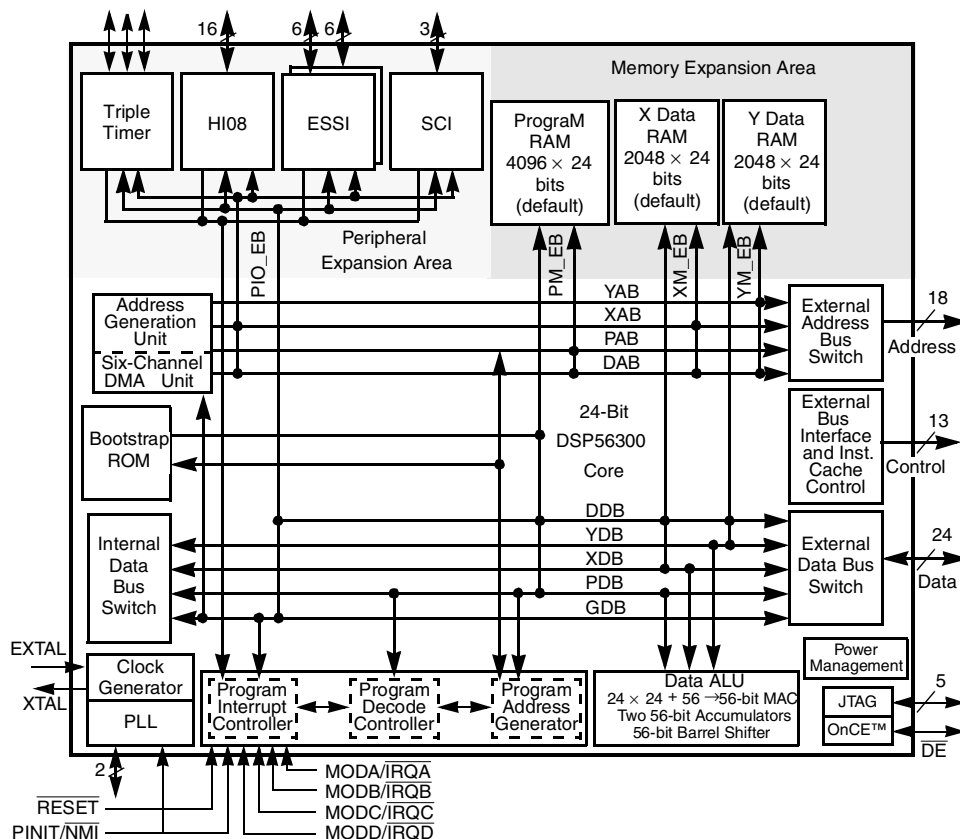 16
6
6
3
Memory Expansion Area
Triple
Timer
HI08
ESSI
SCI
PrograM
RAM
4096 × 24
bits
(default)
X Data
RAM
2048 × 24
bits
(default)
Y Data
RAM
2048 × 24
bits
(default)
Peripheral
Expansion Area
PIO_EB
PM_EB
XM_EB
YM_EB
Address
Generation
Unit
Six-Channel
DMA Unit
YAB
XAB
PAB
DAB
External
Address
Bus
Switch
18
Address
Bootstrap
ROM
24-Bit
DSP56300
Core
External
Bus
Interface
and Inst.
Cache
Control
13
Control
Internal
Data
Bus
Switch
DDB
YDB
XDB
PDB
GDB
External
Data Bus
Switch
24
Data
EXTAL
XTAL
Clock
Generator
PLL
2
Program
Interrupt
Controller
Program
Decode
Controller
Program
Address
Generator
Data ALU
24 × 24 + 56 →56-bit MAC
Two 56-bit Accumulators
56-bit Barrel Shifter
Power
Management
JTAG
OnCE™
5
DE
MODA/IRQA
MODB/IRQB
MODC/IRQC
MODD/IRQD
RESET
PINIT/NMI